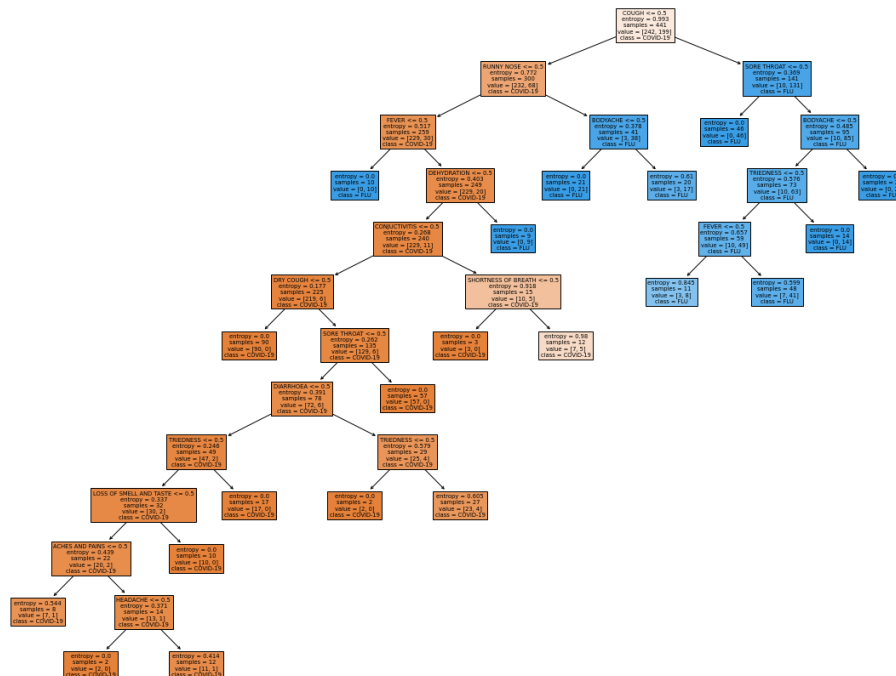 COUGH <= 0.5
entropy = 0.993
samples = 441
value = [242, 199]
class = COVID-19
RUNNY NOSE <= 0.5
entropy = 0.772
samples = 300
value = [232, 68]
class = COVID-19
SORE THROAT <= 0.5
entropy = 0.369
samples = 141
value = [10, 131]
class = FLU
FEVER <= 0.5
entropy = 0.517
samples = 259
value = [229, 30]
class = COVID-19
BODYACHE <= 0.5
entropy = 0.378
samples = 41
value = [3, 38]
class = FLU
entropy = 0.0
samples = 46
value = [0, 46]
class = FLU
BODYACHE <= 0.5
entropy = 0.485
samples = 95
value = [10, 85]
class = FLU
entropy = 0.0
samples = 10
value = [0, 10]
class = FLU
DEHYDRATION <= 0.5
entropy = 0.403
samples = 249
value = [229, 20]
class = COVID-19
entropy = 0.0
samples = 21
value = [0, 21]
class = FLU
entropy = 0.61
samples = 20
value = [3, 17]
class = FLU
TRIEDNESS <= 0.5
entropy = 0.576
samples = 73
value = [10, 63]
class = FLU
class = FLU
CONJUCTIVITIS <= 0.5
entropy = 0.268
samples = 240
value = [229, 11]
class = COVID-19
entropy = 0.0
samples = 9
value = [0, 9]
class = FLU
FEVER <= 0.5
entropy = 0.657
samples = 59
value = [10, 49]
class = FLU
entropy = 0.0
samples = 14
value = [0, 14]
class = FLU
DRY COUGH <= 0.5
entropy = 0.177
samples = 225
value = [219, 6]
class = COVID-19
SHORTNESS OF BREATH <= 0.5
entropy = 0.918
samples = 15
value = [10, 5]
class = COVID-19
entropy = 0.845
samples = 11
value = [3, 8]
class = FLU
entropy = 0.599
samples = 48
value = [7, 41]
class = FLU
entropy = 0.0
samples = 90
value = [90, 0]
class = COVID-19
SORE THROAT <= 0.5
entropy = 0.262
samples = 135
value = [129, 6]
class = COVID-19
entropy = 0.0
samples = 3
value = [3, 0]
class = COVID-19
entropy = 0.98
samples = 12
value = [7, 5]
class = COVID-19
DIARRHOEA <= 0.5
entropy = 0.391
samples = 78
value = [72, 6]
class = COVID-19
entropy = 0.0
samples = 57
value = [57, 0]
class = COVID-19
TRIEDNESS <= 0.5
entropy = 0.246
samples = 49
value = [47, 2]
class = COVID-19
TRIEDNESS <= 0.5
entropy = 0.579
samples = 29
value = [25, 4]
class = COVID-19
LOSS OF SMELL AND TASTE <= 0.5
entropy = 0.337
samples = 32
value = [30, 2]
class = COVID-19
entropy = 0.0
samples = 17
value = [17, 0]
class = COVID-19
entropy = 0.0
samples = 2
value = [2, 0]
class = COVID-19
entropy = 0.605
samples = 27
value = [23, 4]
class = COVID-19
ACHES AND PAINS <= 0.5
entropy = 0.439
samples = 22
value = [20, 2]
class = COVID-19
entropy = 0.0
samples = 10
value = [10, 0]
class = COVID-19
entropy = 0.544
samples = 8
value = [7, 1]
class = COVID-19
HEADACHE <= 0.5
entropy = 0.371
samples = 14
value = [13, 1]
class = COVID-19
entropy = 0.0
samples = 2
value = [2, 0]
class = COVID-19
entropy = 0.414
samples = 12
value = [11, 1]
class = COVID-19